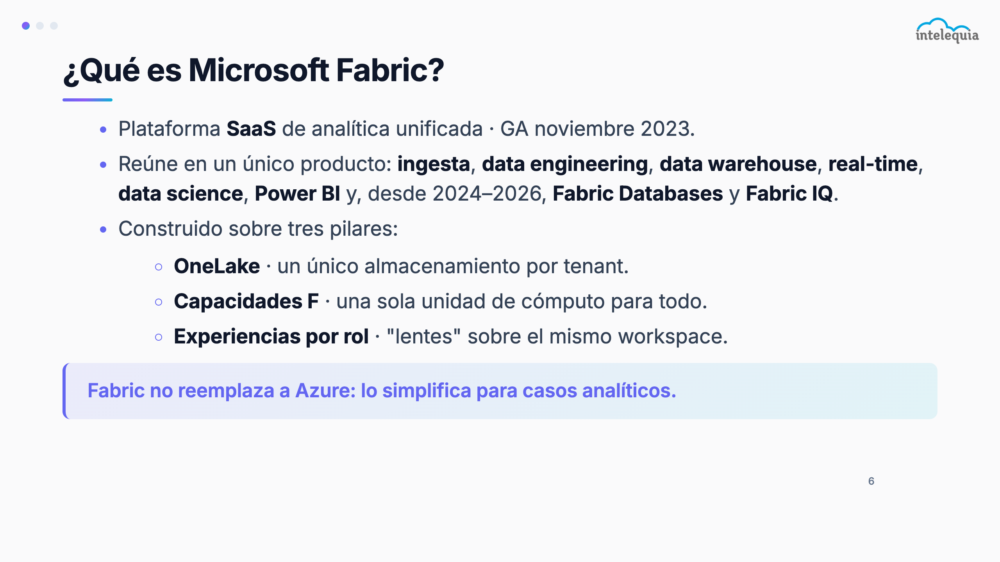 intelequia
¿Qué es Microsoft Fabric?
• Plataforma SaaS de analítica unificada · GA noviembre 2023.
• Reúne en un único producto: ingesta, data engineering, data warehouse, real-time,
data science, Power BI y, desde 2024–2026, Fabric Databases y Fabric IQ.
• Construido sobre tres pilares:
○ OneLake · un único almacenamiento por tenant.
○ Capacidades F · una sola unidad de cómputo para todo.
○ Experiencias por rol · "lentes" sobre el mismo workspace.
Fabric no reemplaza a Azure: lo simplifica para casos analíticos.
6